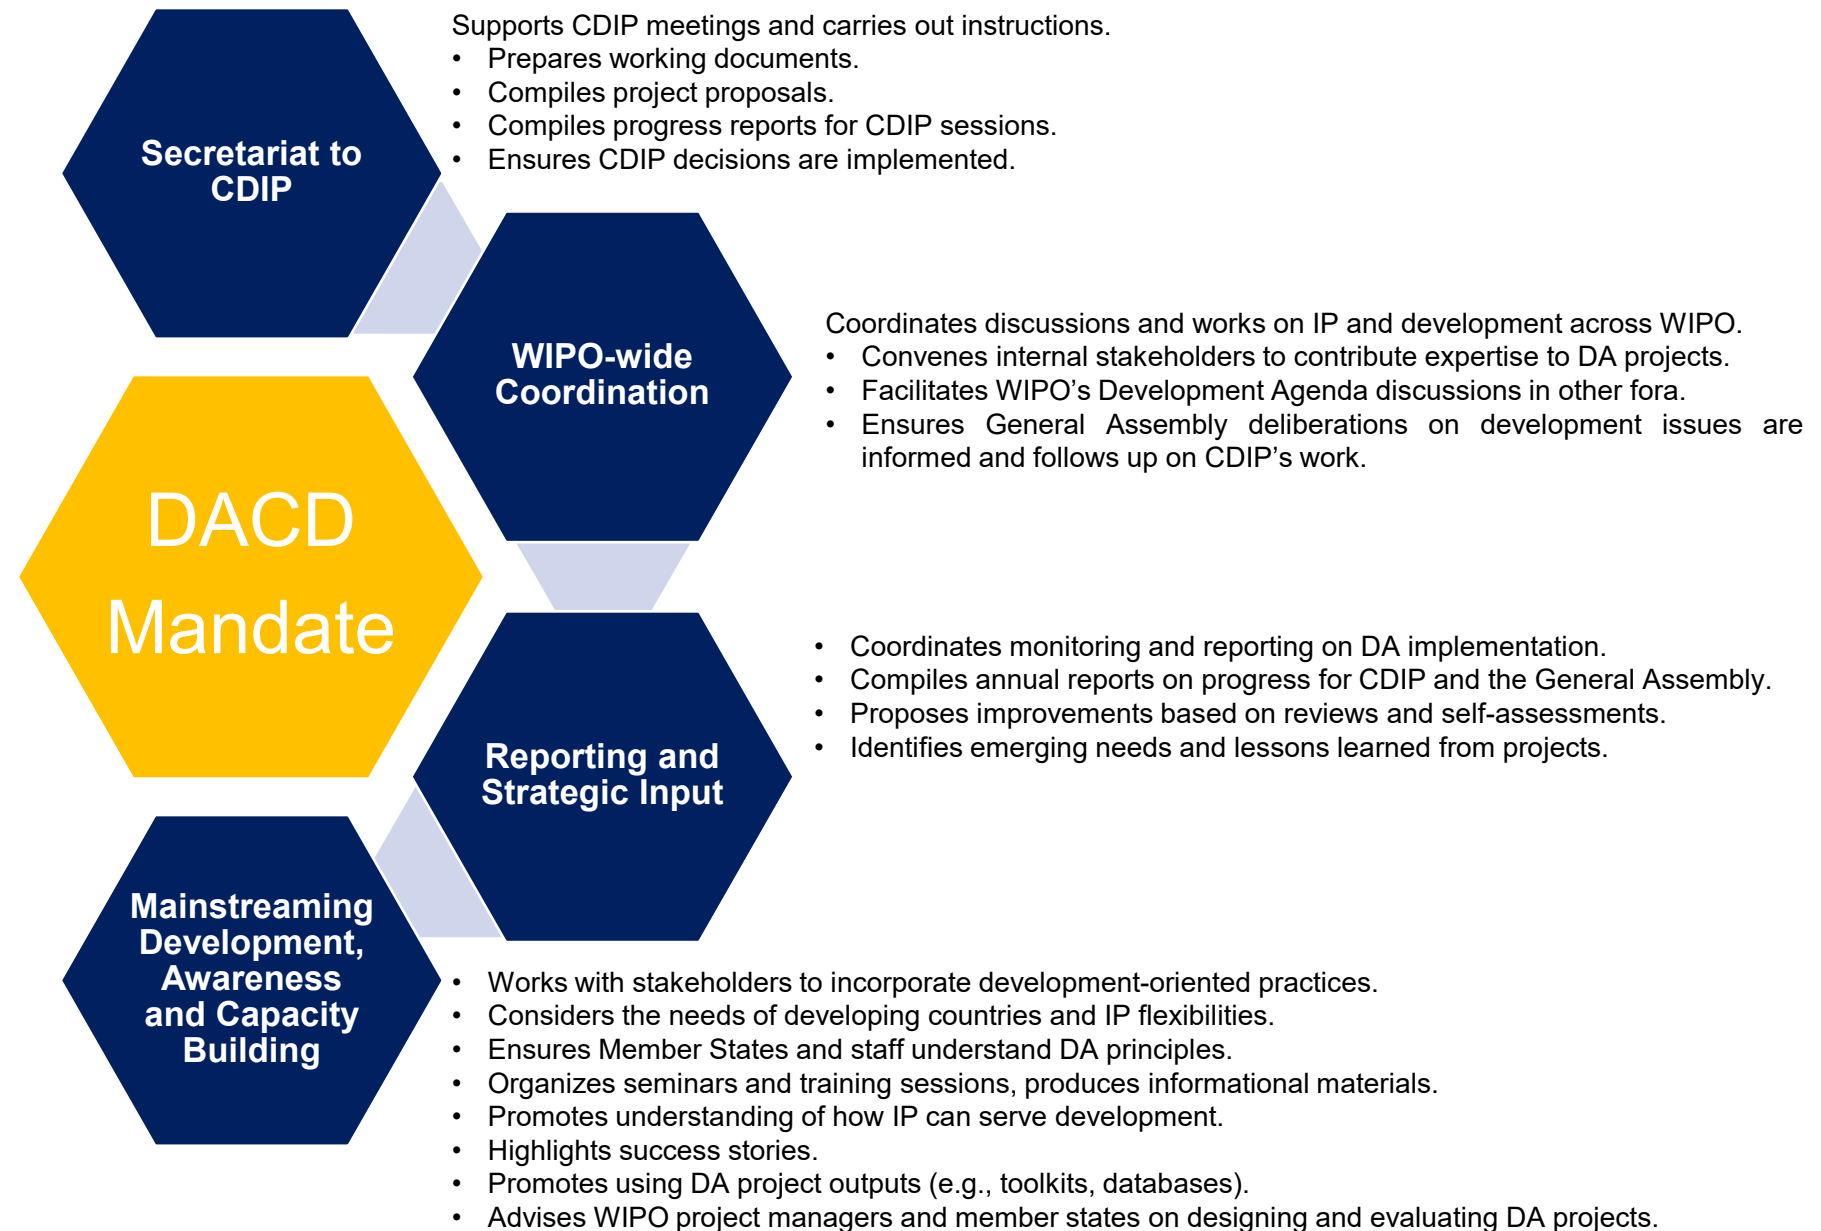 Supports CDIP meetings and carries out instructions.
• Prepares working documents.
• Compiles project proposals.
• Compiles progress reports for CDIP sessions.
• Ensures CDIP decisions are implemented.
Secretariat to
CDIP
WIPO-wide
Coordination
Coordinates discussions and works on IP and development across WIPO.
• Convenes internal stakeholders to contribute expertise to DA projects.
• Facilitates WIPO’s Development Agenda discussions in other fora.
• Ensures General Assembly deliberations on development issues are
informed and follows up on CDIP’s work.
DACD
Mandate
Reporting and
Strategic Input
• Coordinates monitoring and reporting on DA implementation.
• Compiles annual reports on progress for CDIP and the General Assembly.
• Proposes improvements based on reviews and self-assessments.
• Identifies emerging needs and lessons learned from projects.
Mainstreaming
Development,
Awareness
and Capacity
Building
• Works with stakeholders to incorporate development-oriented practices.
• Considers the needs of developing countries and IP flexibilities.
• Ensures Member States and staff understand DA principles.
• Organizes seminars and training sessions, produces informational materials.
• Promotes understanding of how IP can serve development.
• Highlights success stories.
• Promotes using DA project outputs (e.g., toolkits, databases).
• Advises WIPO project managers and member states on designing and evaluating DA projects.